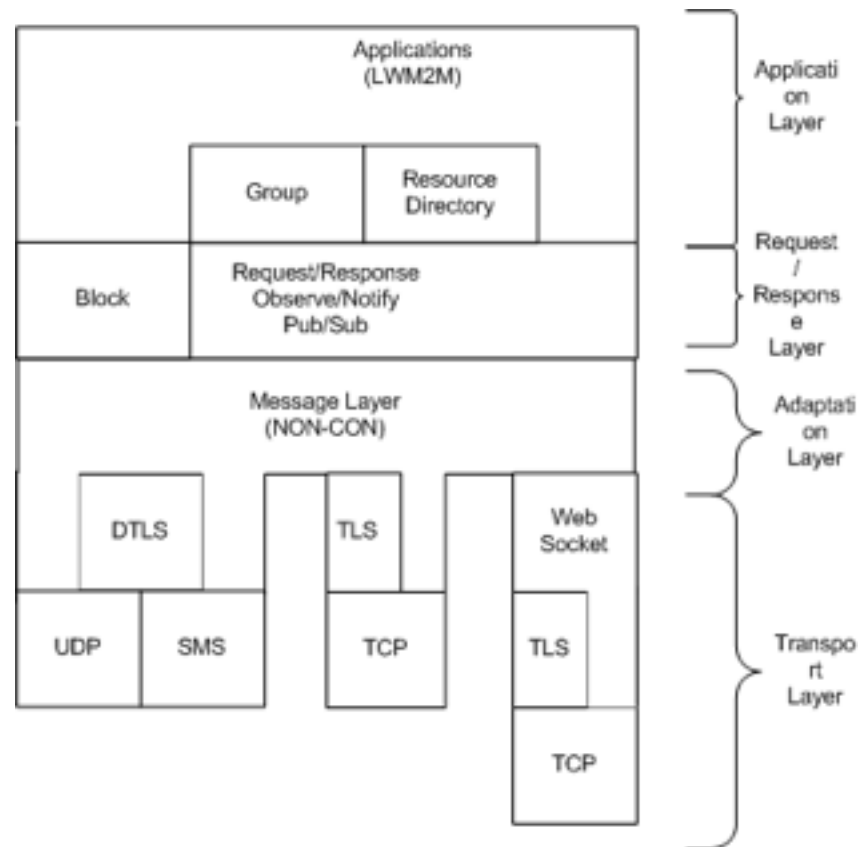 Applications
(LWM2M)
Applicati
on
Layer
Group
Resource
Directory
Block
Request/Response
Observe/Notify
Pub/Sub
Request
/
Respons
e
Layer
Message Layer
(NON-CON)
Adaptati
on
Layer
DTLS
TLS
Web
Socket
UDP
SMS
TCP
TLS
Transpo
rt
Layer
TCP